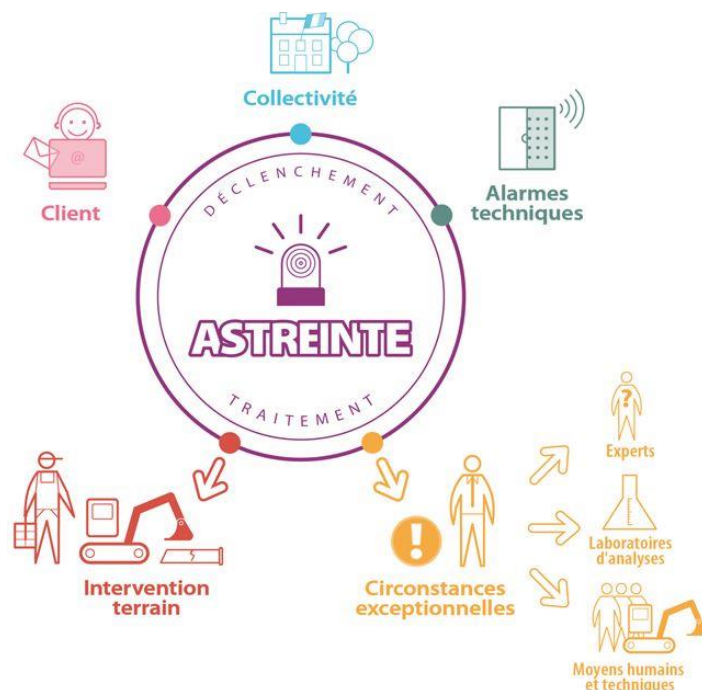 Collectivité
Client
Alarmes
techniques
@
DÉCLENCHEMENT
ASTREINTE
TRAITEMENT
?
Experts
!
Laboratoires
d'analyses
Intervention
terrain
Circonstances
exceptionnelles
Moyens humains
et techniques